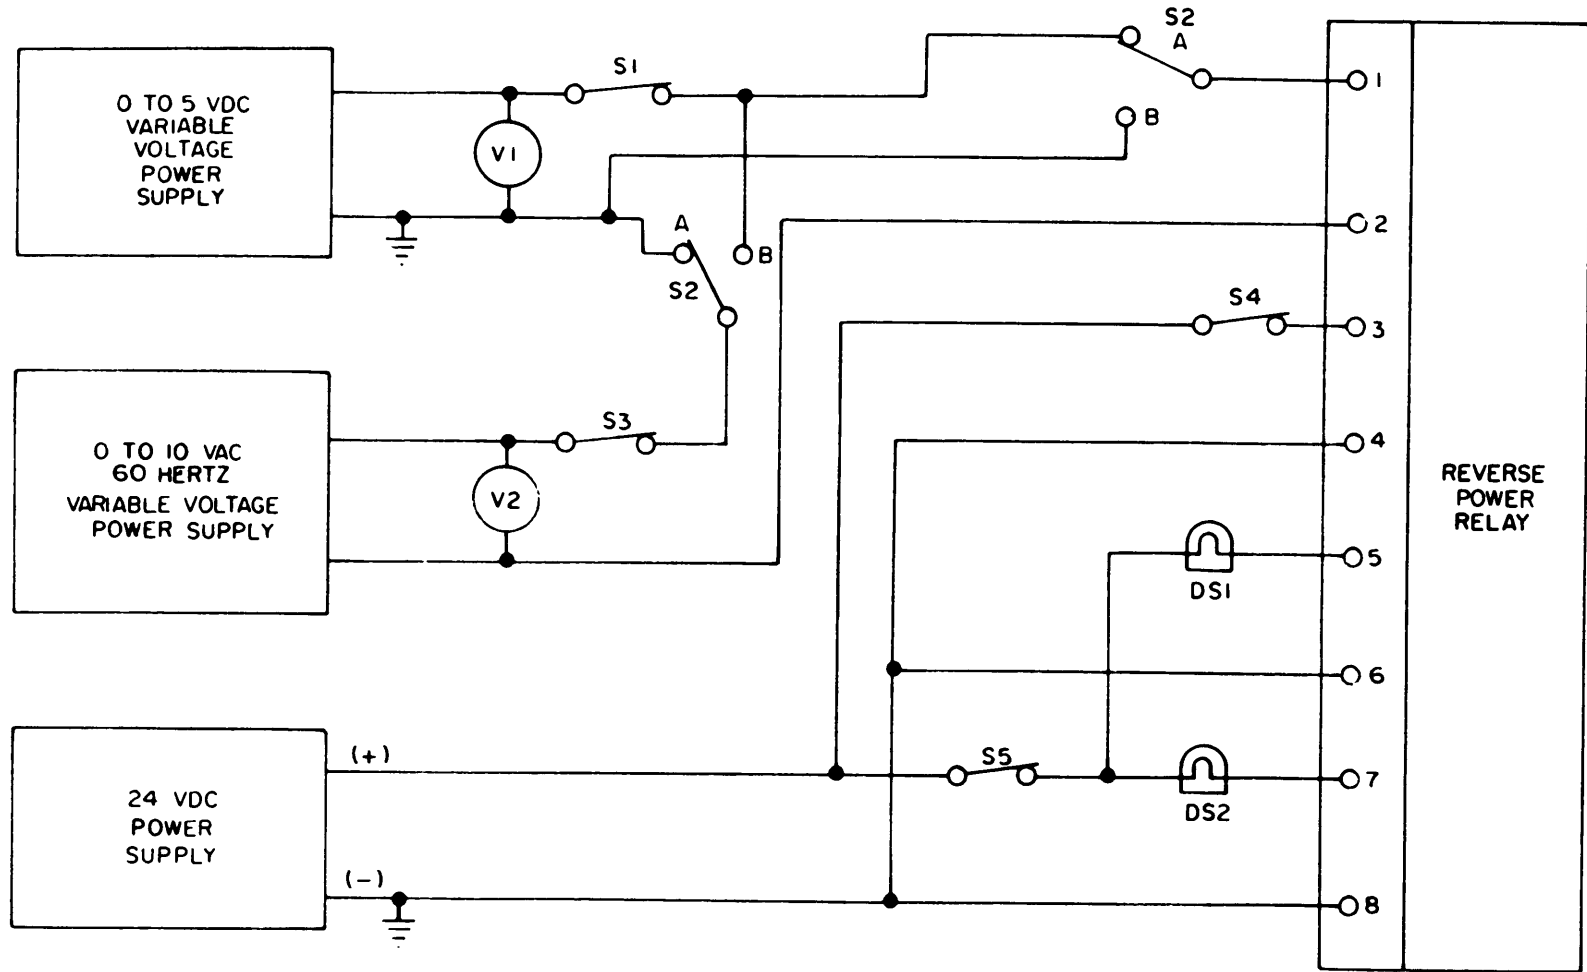 0 TO 5 VDC
VARIABLE
VOLTAGE
POWER
SUPPLY
V1
S1
S2
A
B
1
2
A
B
S2
S4
3
0 TO 10 VAC
60 HERTZ
VARIABLE VOLTAGE
POWER SUPPLY
V2
S3
4
REVERSE
POWER
RELAY
5
DS1
6
24 VDC
POWER
SUPPLY
(+)
(-)
S5
DS2
7
8